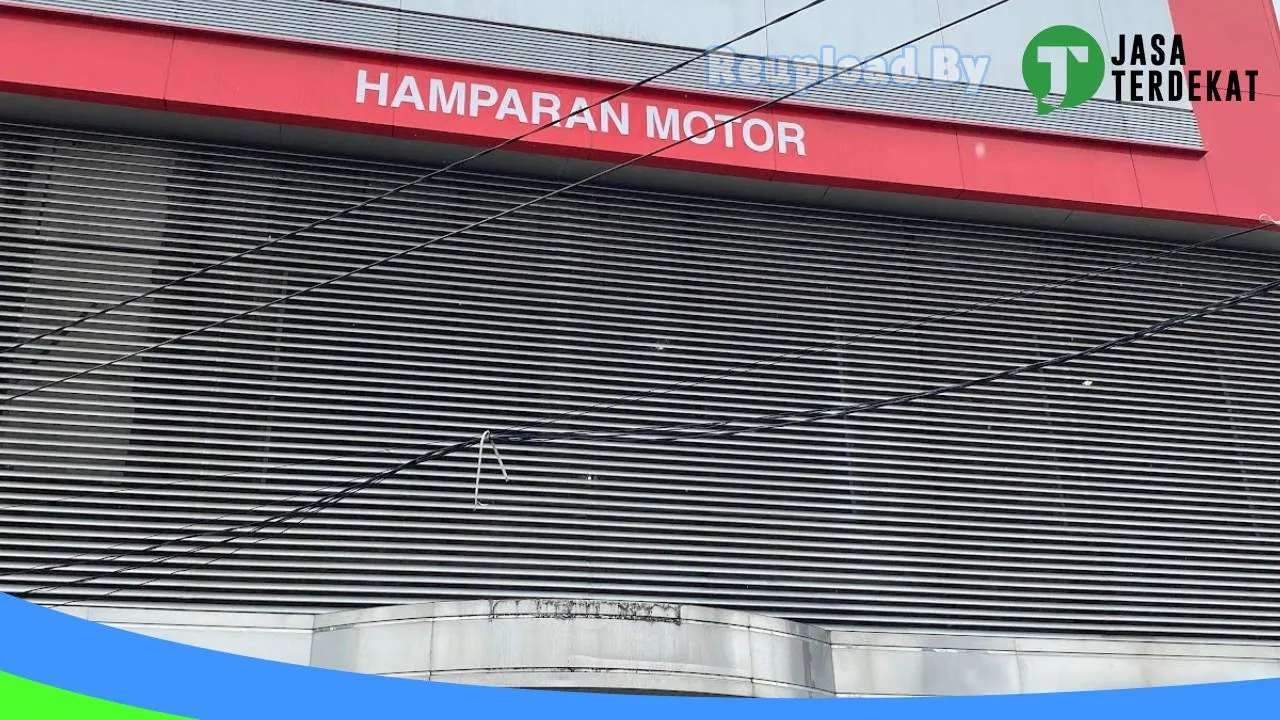 HAMPARAN MOTOR
Reupload By
JASA
TERDEKAT